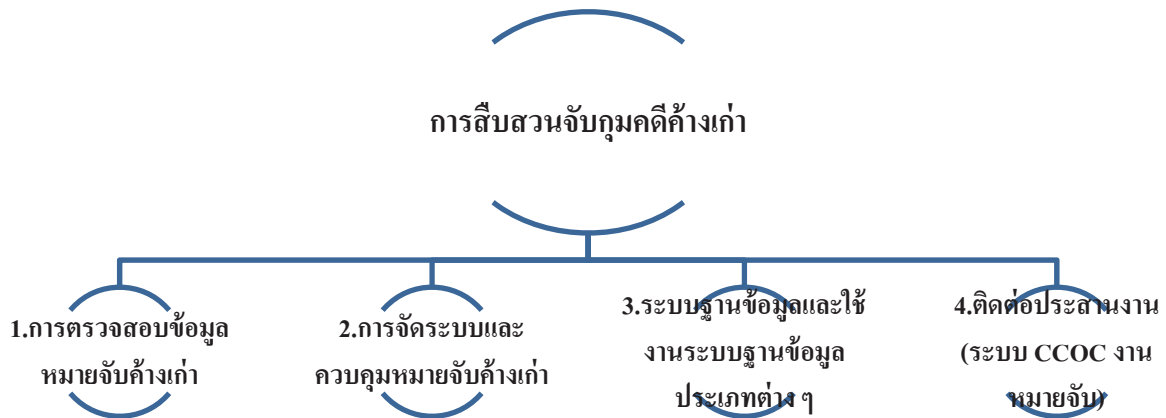 การสืบสวนจับกุมคดีค้างเก่า
1.การตรวจสอบข้อมูล
หมายจับค้างเก่า
2.การจัดระบบและ
ควบคุมหมายจับค้างเก่า
3.ระบบฐานข้อมูลและใช้
งานระบบฐานข้อมูล
ประเภทต่าง ๆ
4.ติดต่อประสานงาน
(ระบบ CCOC งาน
หมายจับ)